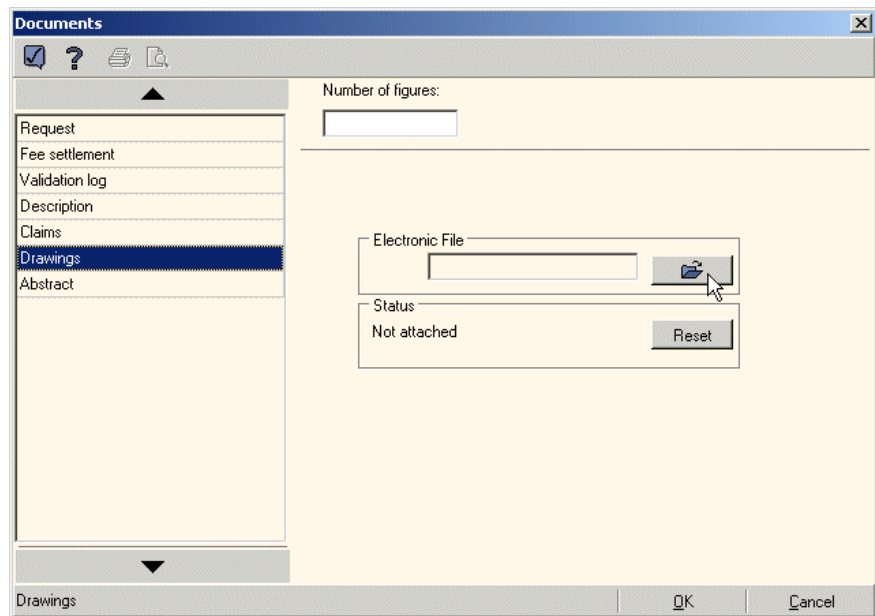 Documents
Number of figures:
Request
Fee settlement
Validation log
Description
Claims
Drawings
Abstract
Electronic File
Status
Not attached
Reset
Drawings
OK
Cancel